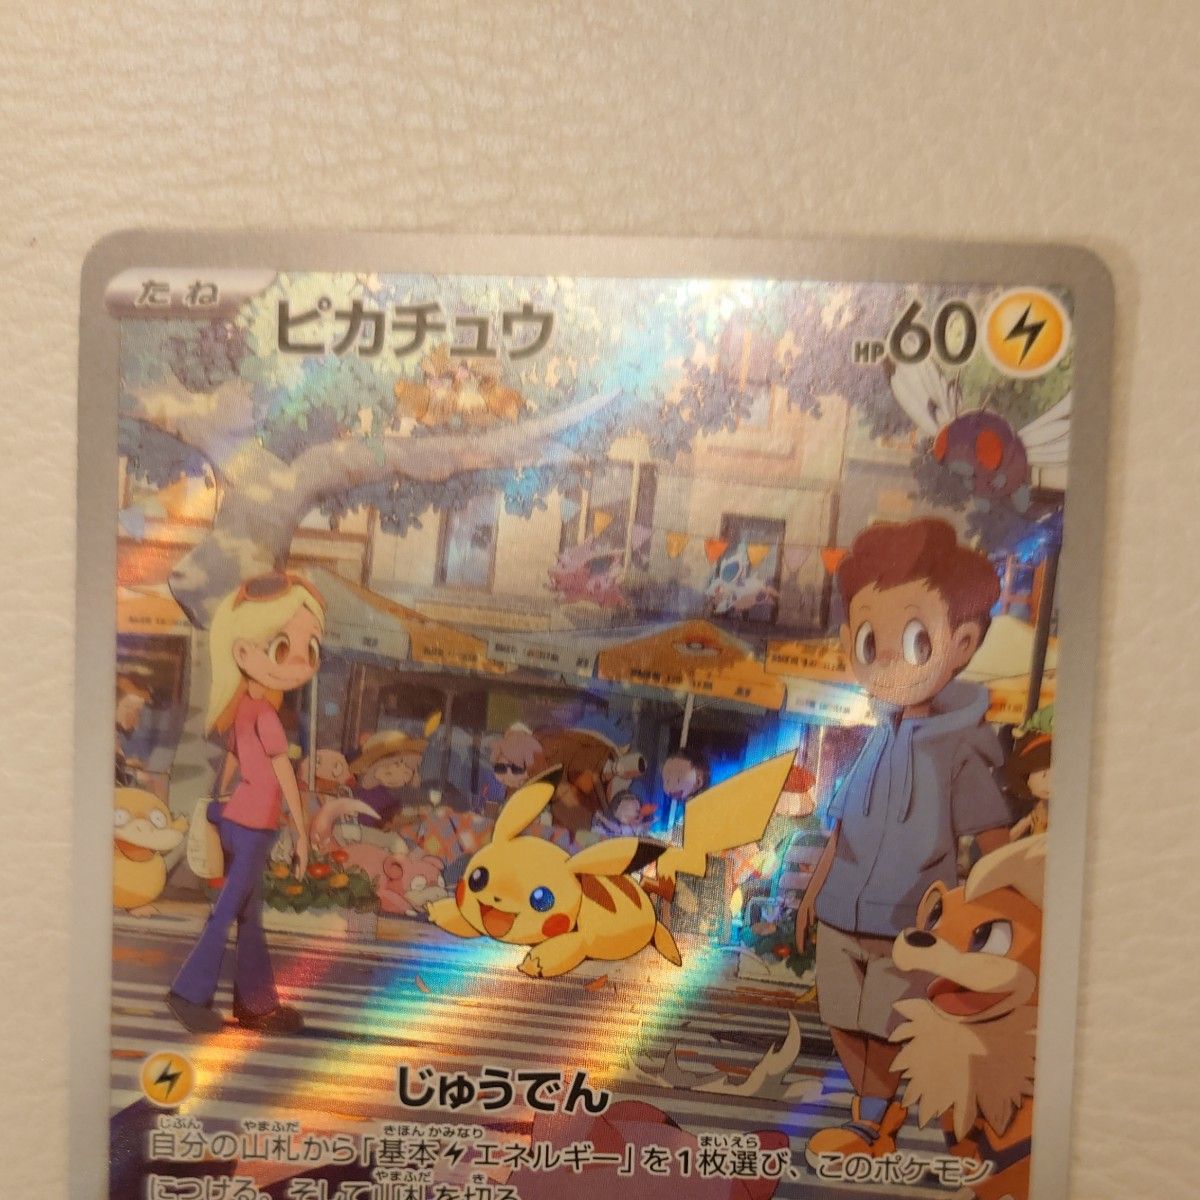 たね
ピカチュウ
HP60
じゅうでん
自分の山札から「基本エネルギー」を1枚選び、このポケモン
につける。そして山札を切る。